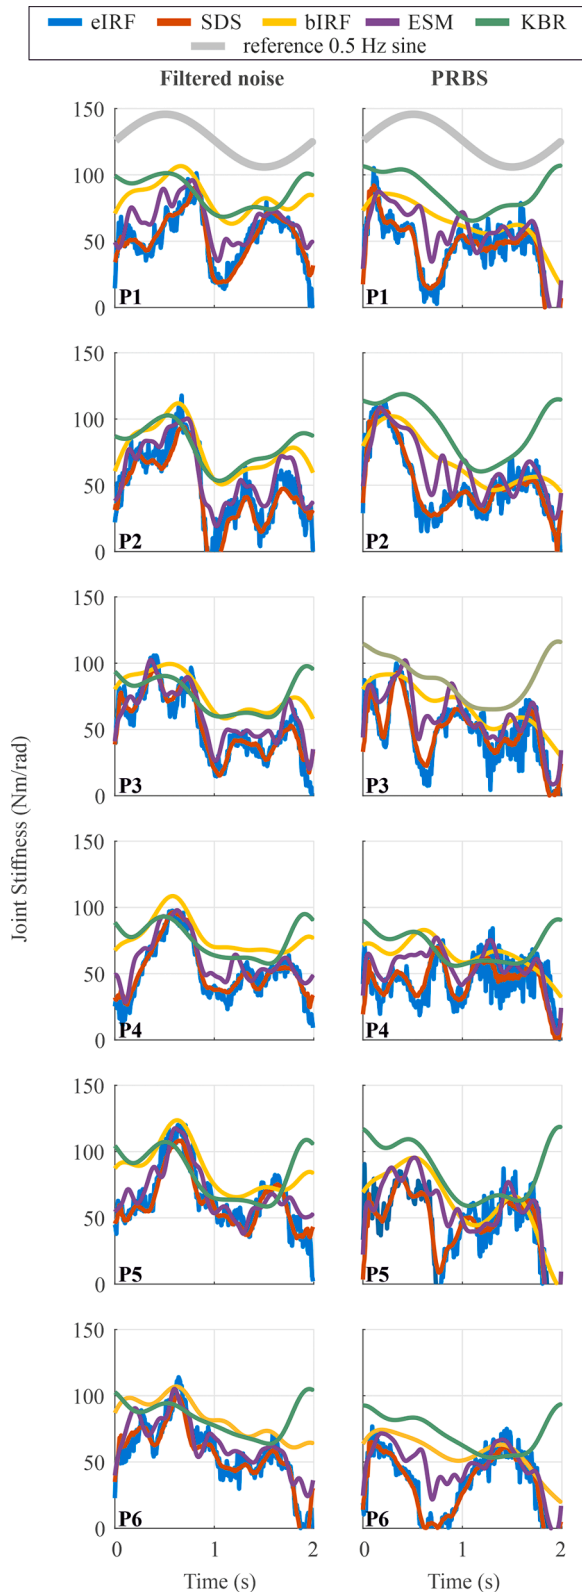 eIRF SDS bIRF ESM KBR
reference 0.5 Hz sine
Filtered noise PRBS
150
100
50
0
P1 P1
150
100
50
0
P2 P2
150
100
50
0
P3 P3
Joint Stiffness (Nm/rad)
150
100
50
0
P4 P4
150
100
50
0
P5 P5
150
100
50
0
P6 P6
0 1 2 0 1 2
Time (s) Time (s)